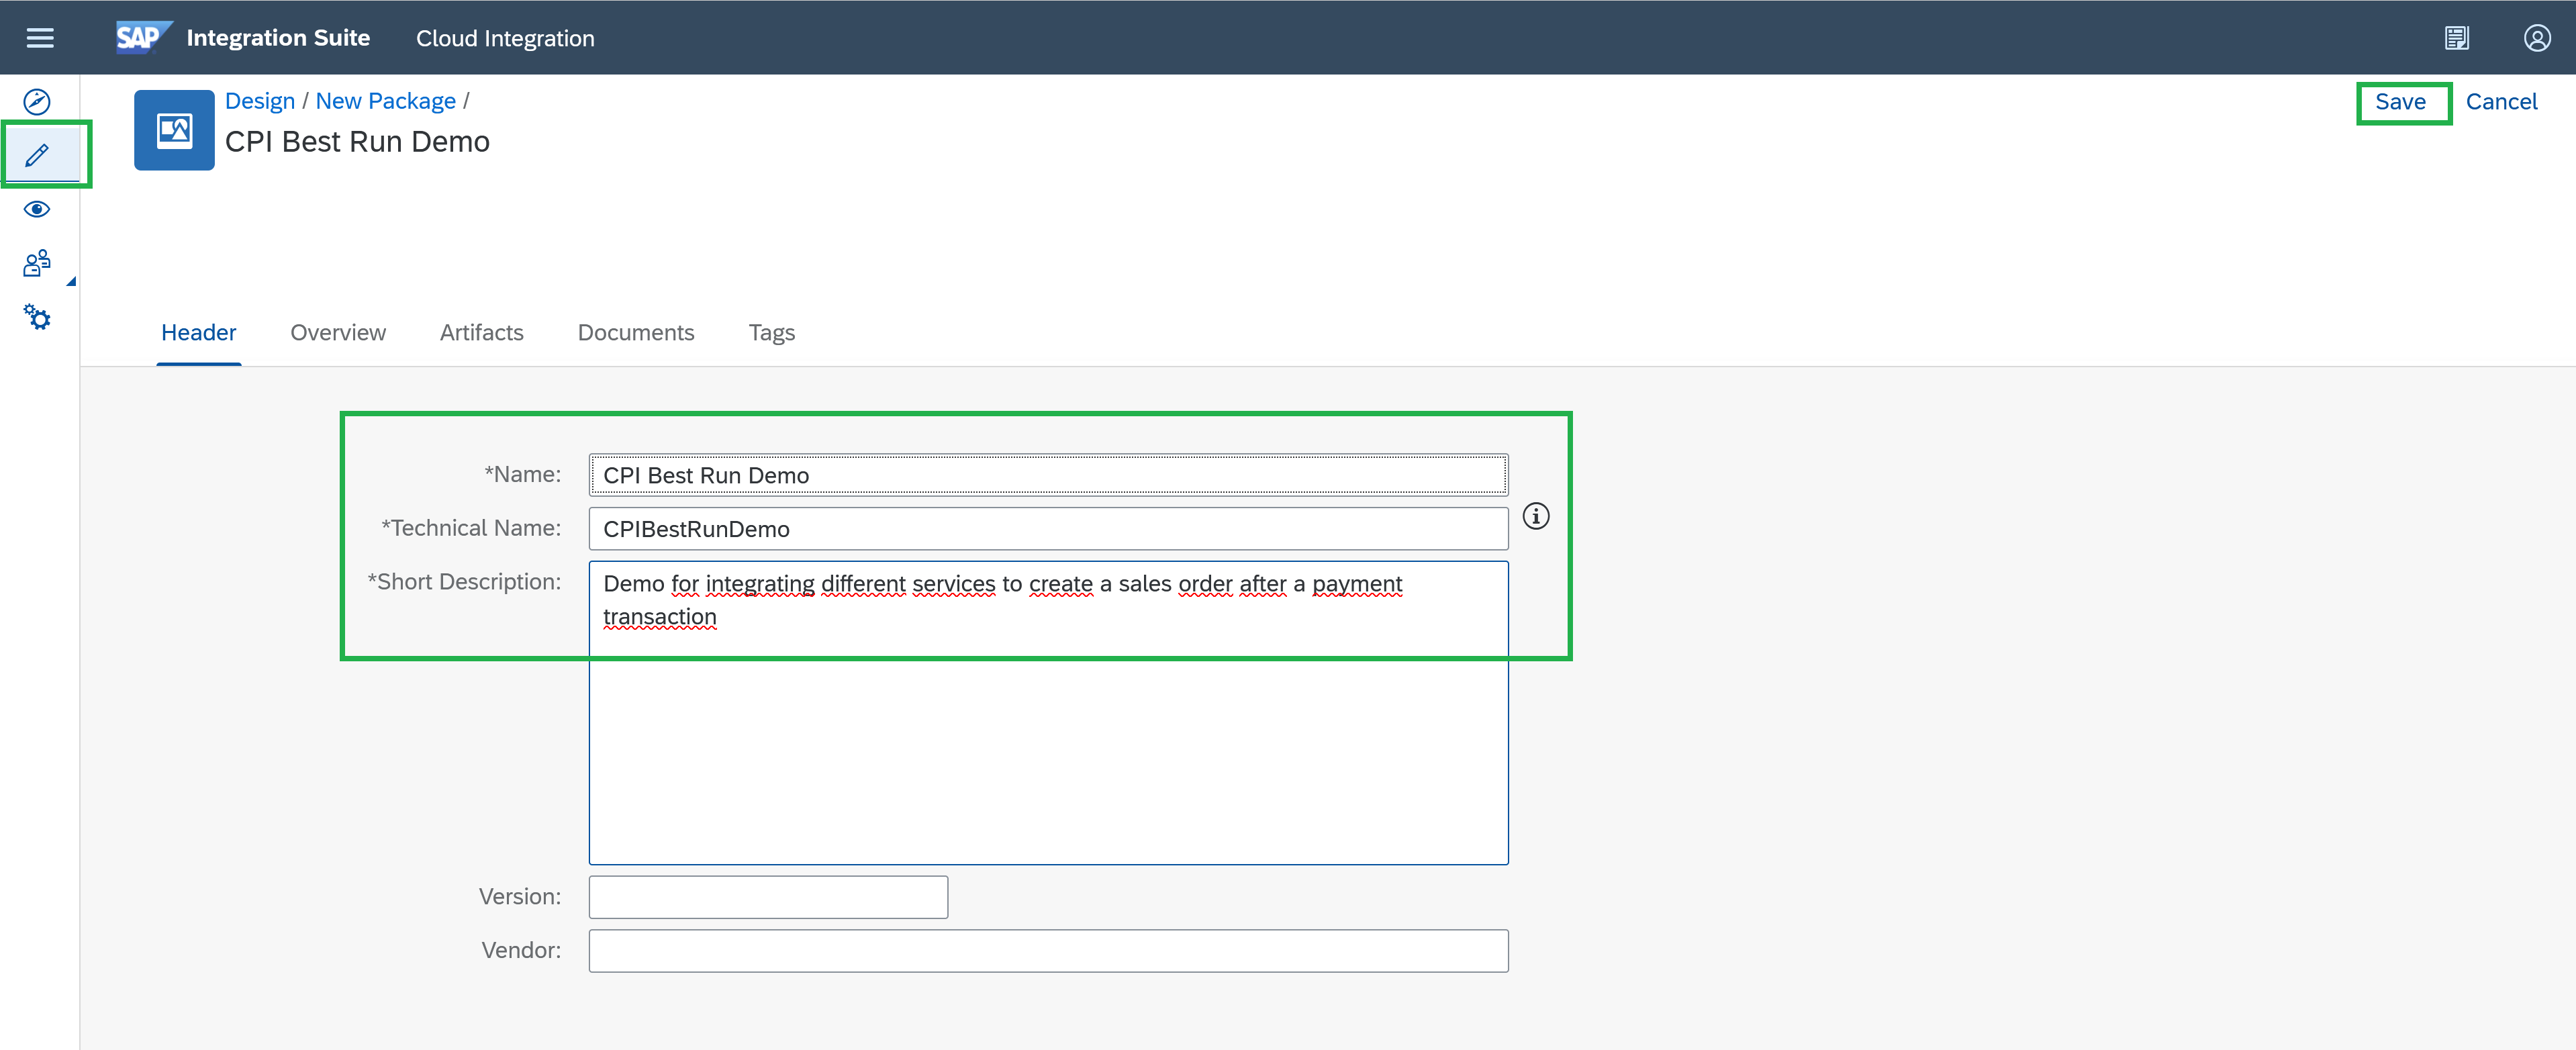 SAP Integration Suite Cloud Integration
Design / New Package /
Save Cancel
CPI Best Run Demo
Header Overview Artifacts Documents Tags
*Name: CPI Best Run Demo
*Technical Name: CPIBestRunDemo
*Short Description: Demo for integrating different services to create a sales order after a payment
transaction
Version:
Vendor: